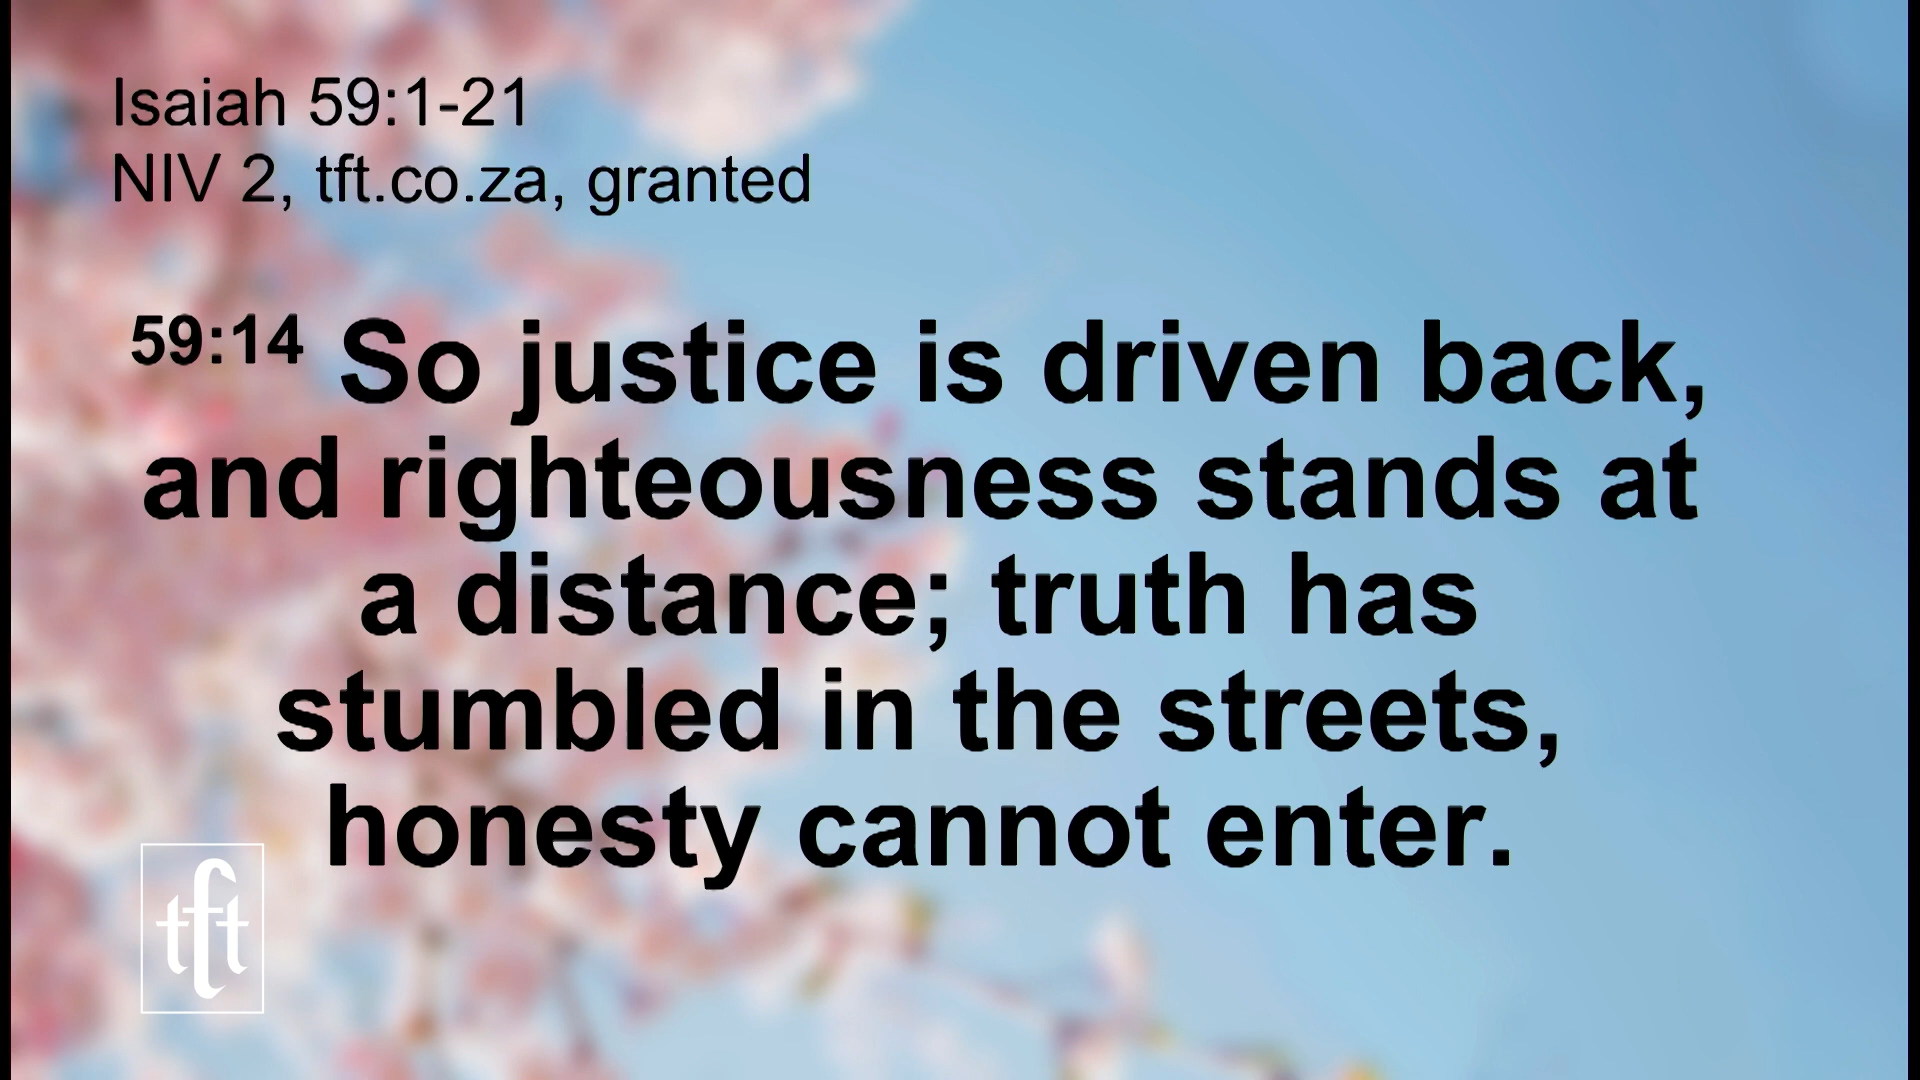 Isaiah 59:1-21
NIV 2, tft.co.za, granted
59:14 So justice is driven back,
and righteousness stands at
a distance; truth has
stumbled in the streets,
honesty cannot enter.
tft